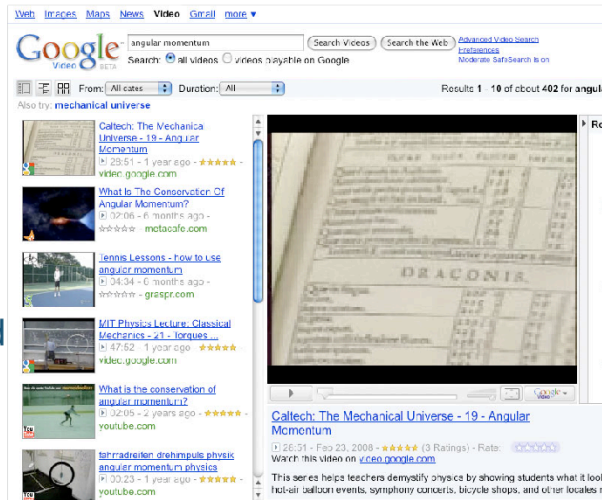 Web Images Maps News Video Gmail more ▼
Google
Video BETA
angular momentum
Search Videos Search the Web
Advanced Video Search
Preferences
Moderate SafeSearch is on
Search: all videos videos playable on Google
From: All dates Duration: All
Results 1 - 10 of about 402 for angul
Also try: mechanical universe
Caltech: The Mechanical
Universe - 19 - Angular
Momentum
28:51 - 1 year ago -
video.google.com
What Is The Conservation Of
Angular Momentum?
02:06 - 6 months ago -
metacafe.com
Tennis Lessons - how to use
angular momentum
04:34 - 6 months ago -
graspr.com
MIT Physics Lecture: Classical
Mechanics - 21 - Torques ...
47:52 - 1 year ago -
video.google.com
What is the conservation of
angular momentum?
02:05 - 2 years ago -
youtube.com
fahrradreifen drehimpuls physik
angular momentum physics
00:23 - 1 year ago -
youtube.com
Re
DRACONIS.
Google
Video
Caltech: The Mechanical Universe - 19 - Angular
Momentum
28:51 - Feb 23, 2008 - (3 Ratings) - Rate:
Watch this video on video.google.com
This series helps teachers demystify physics by showing students what it look
hot-air balloon events, symphony concerts, bicycle shops, and other locales m